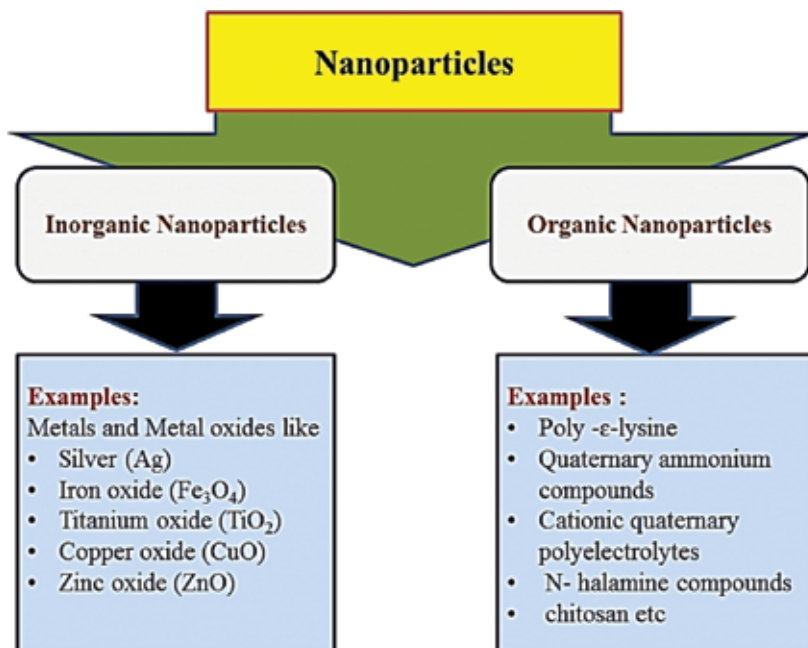 Nanoparticles
Inorganic Nanoparticles
Organic Nanoparticles
Examples:
Metals and Metal oxides like
• Silver (Ag)
• Iron oxide (Fe₃O₄)
• Titanium oxide (TiO₂)
• Copper oxide (CuO)
• Zinc oxide (ZnO)
Examples :
• Poly -ε-lysine
• Quaternary ammonium
compounds
• Cationic quaternary
polyelectrolytes
• N- halamine compounds
• chitosan etc